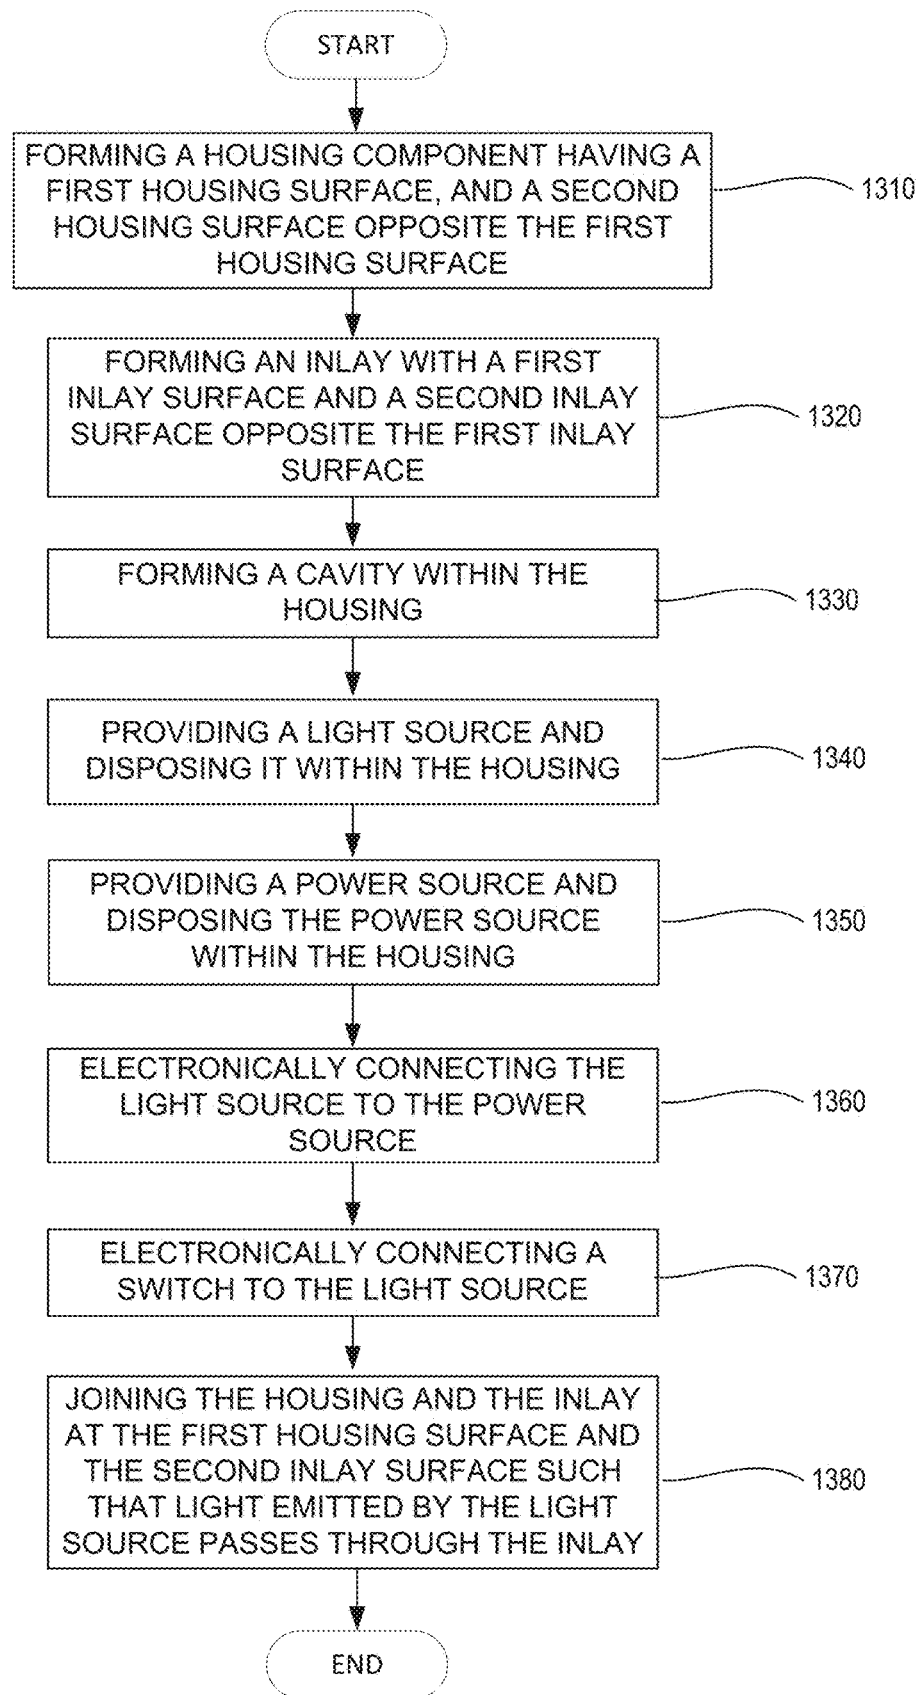 START
FORMING A HOUSING COMPONENT HAVING A
FIRST HOUSING SURFACE, AND A SECOND
HOUSING SURFACE OPPOSITE THE FIRST
HOUSING SURFACE
1310
FORMING AN INLAY WITH A FIRST
INLAY SURFACE AND A SECOND INLAY
SURFACE OPPOSITE THE FIRST INLAY
SURFACE
1320
FORMING A CAVITY WITHIN THE
HOUSING
1330
PROVIDING A LIGHT SOURCE AND
DISPOSING IT WITHIN THE HOUSING
1340
PROVIDING A POWER SOURCE AND
DISPOSING THE POWER SOURCE
WITHIN THE HOUSING
1350
ELECTRONICALLY CONNECTING THE
LIGHT SOURCE TO THE POWER
SOURCE
1360
ELECTRONICALLY CONNECTING A
SWITCH TO THE LIGHT SOURCE
1370
JOINING THE HOUSING AND THE INLAY
AT THE FIRST HOUSING SURFACE AND
THE SECOND INLAY SURFACE SUCH
THAT LIGHT EMITTED BY THE LIGHT
SOURCE PASSES THROUGH THE INLAY
1380
END